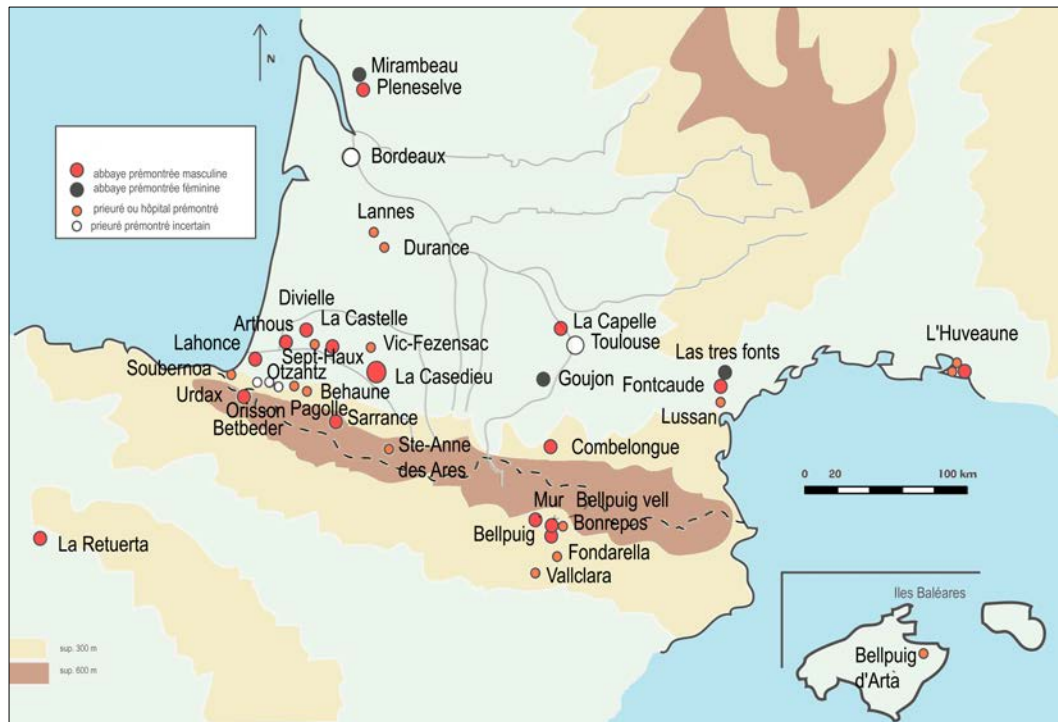 N
Mirambeau
Pleneselve
Bordeaux
abbaye prémontrée masculine
abbaye prémontrée féminine
prieuré ou hôpital prémontré
prieuré prémontré incertain
Lannes
Durance
Divielle
La Castelle
Arthous
Lahonce
Sept-Haux
Vic-Fezensac
Soubernoa
Otzantz
La Casedieu
Urdax
Behaune
Orisson
Pagolle
Betbeder
Sarrance
La Capelle
Toulouse
Goujon
Las tres fonts
Fontcaude
Lussan
L'Huveaune
Ste-Anne
des Ares
Combelongue
0 20 100 km
Mur
Bellpuig vell
Bellpuig
Bonrepos
Fondarella
Vallclara
La Retuerta
Iles Baléares
Bellpuig
d'Artà
sup. 300 m
sup. 600 m